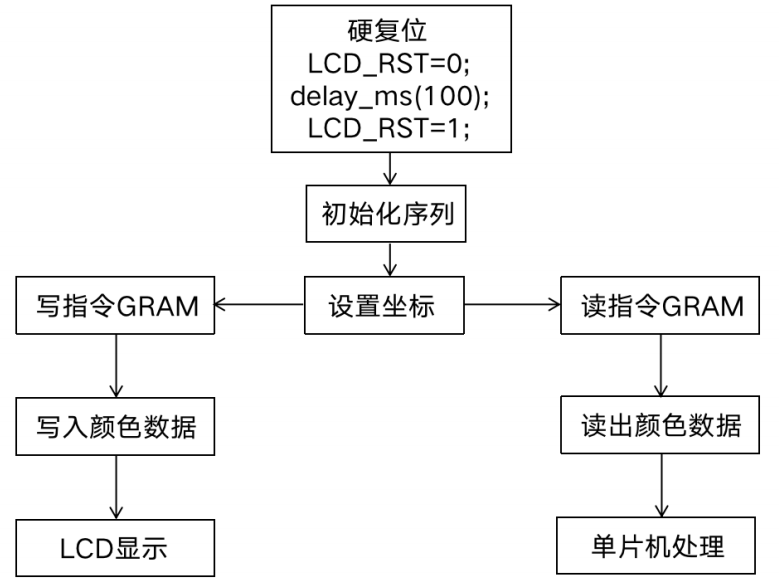 硬复位
LCD_RST=0;
delay_ms(100);
LCD_RST=1;
初始化序列
写指令GRAM
设置坐标
读指令GRAM
写入颜色数据
读出颜色数据
LCD显示
单片机处理